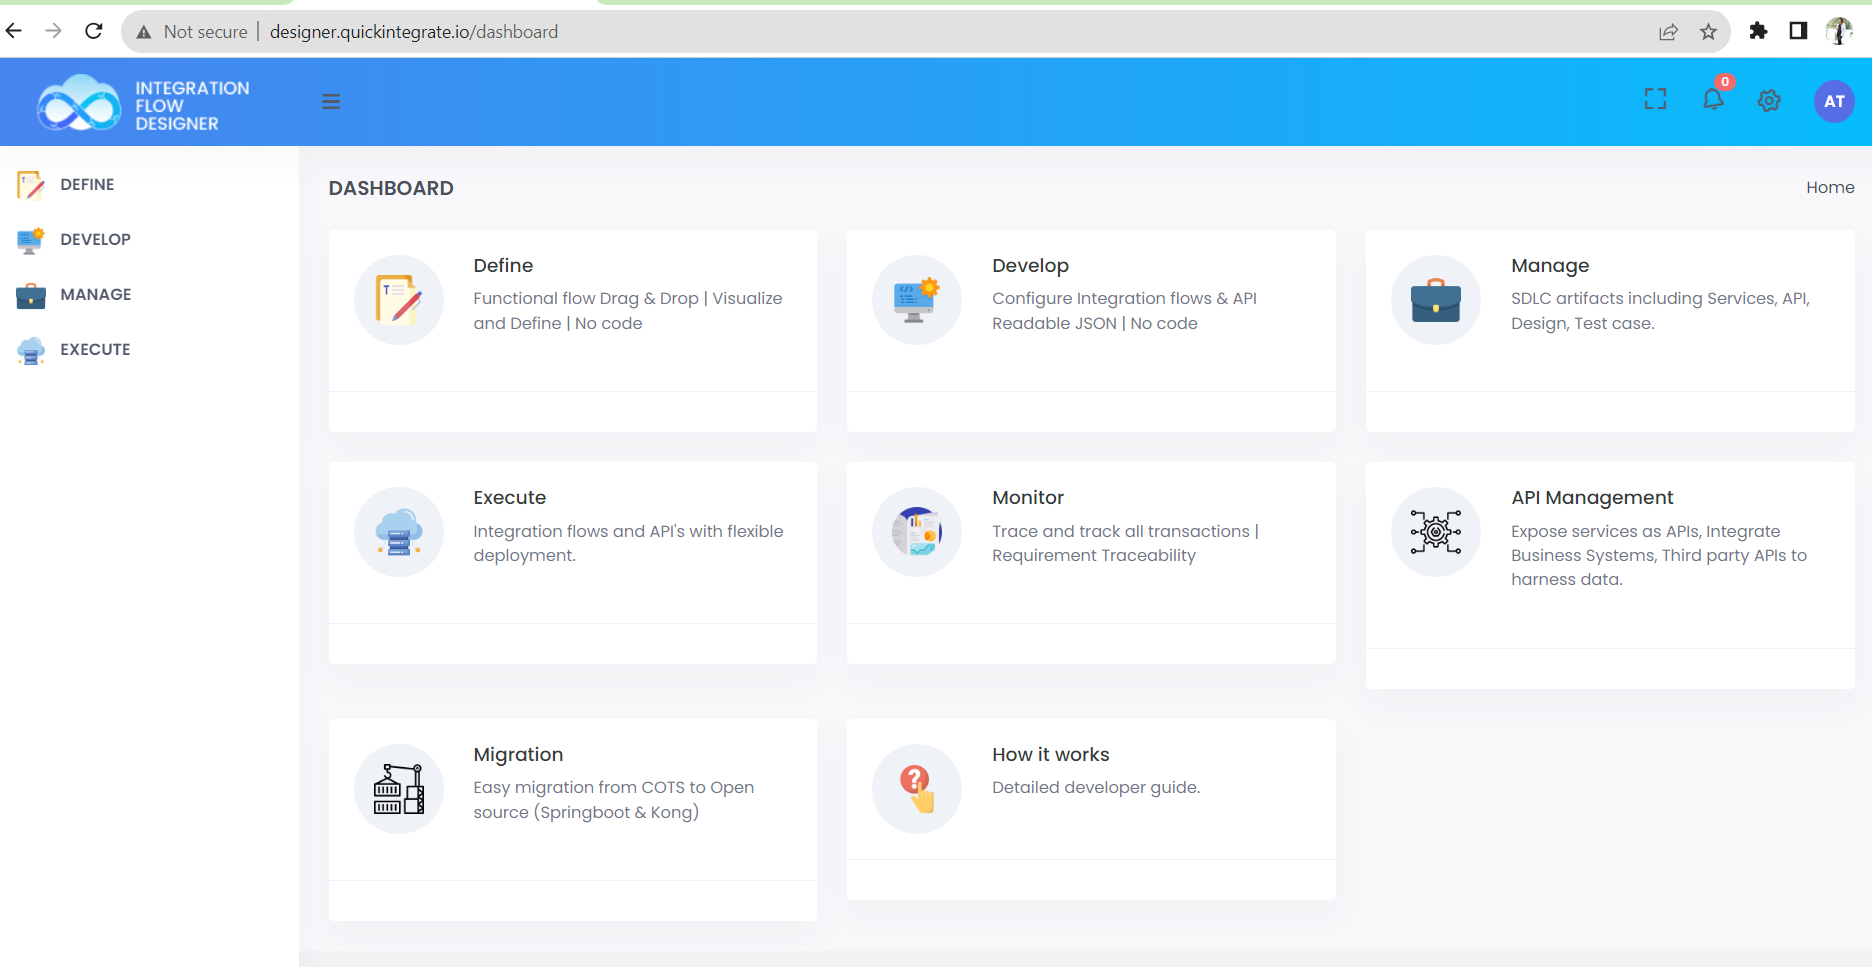 Not secure | designer.quickintegrate.io/dashboard
INTEGRATION
FLOW
DESIGNER
0
AT
DEFINE
DEVELOP
MANAGE
EXECUTE
DASHBOARD
Home
Define
Functional flow Drag & Drop | Visualize
and Define | No code
Develop
Configure Integration flows & API
Readable JSON | No code
Manage
SDLC artifacts including Services, API,
Design, Test case.
Execute
Integration flows and API's with flexible
deployment.
Monitor
Trace and track all transactions |
Requirement Traceability
API Management
Expose services as APIs, Integrate
Business Systems, Third party APIs to
harness data.
Migration
Easy migration from COTS to Open
source (Springboot & Kong)
How it works
Detailed developer guide.